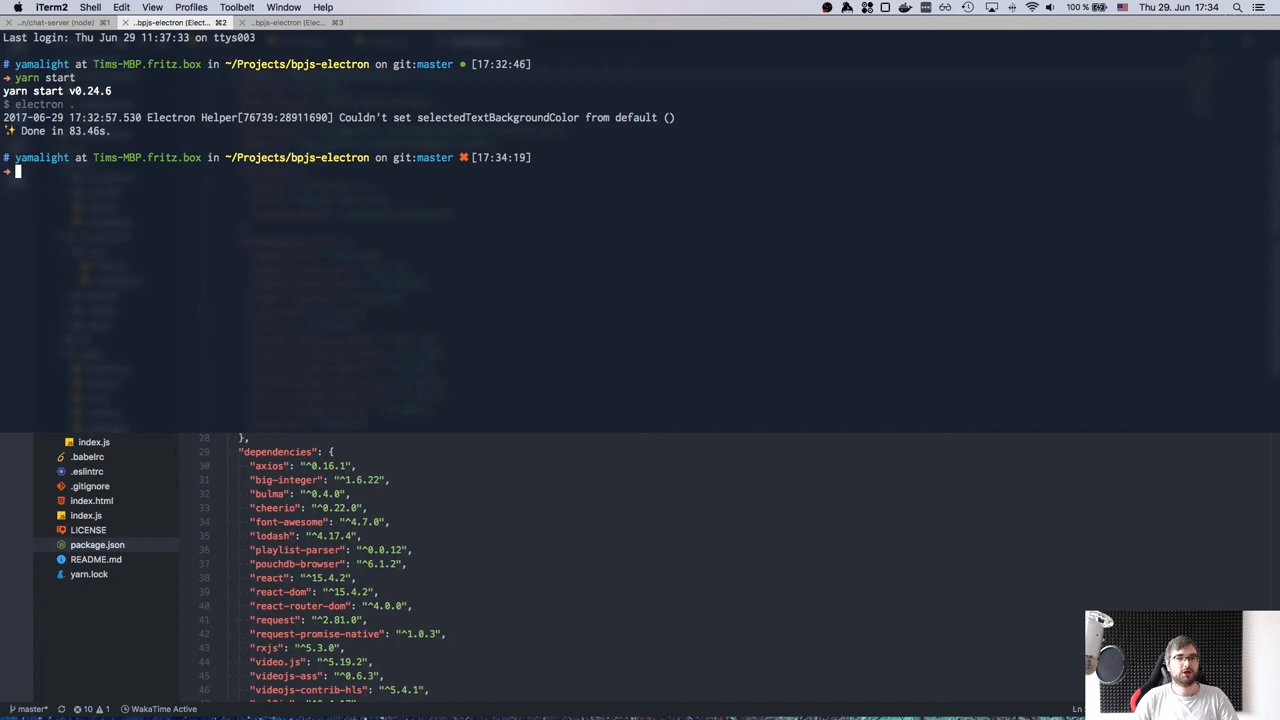 iTerm2 Shell Edit View Profiles Toolbelt Window Help 100 % Thu 29. Jun 17:34
..n/chat-server (node) ⌘1 × ..bpjs-electron (Elect... ⌘2 × ..bpjs-electron (Elec... ⌘3
Last login: Thu Jun 29 11:37:33 on ttys003
# yamalight at Tims-MBP.fritz.box in ~/Projects/bpjs-electron on git:master ● [17:32:46]
➜ yarn start
yarn start v0.24.6
$ electron .
2017-06-29 17:32:57.530 Electron Helper[76739:28911690] Couldn't set selectedTextBackgroundColor from default ()
✨ Done in 83.46s.
# yamalight at Tims-MBP.fritz.box in ~/Projects/bpjs-electron on git:master ✖ [17:34:19]
➜
index.js
.babelrc
.eslintrc
.gitignore
index.html
index.js
LICENSE
package.json
README.md
yarn.lock
28 },
29 "dependencies": {
30 "axios": "^0.16.1",
31 "big-integer": "^1.6.22",
32 "bulma": "^0.4.0",
33 "cheerio": "^0.22.0",
34 "font-awesome": "^4.7.0",
35 "lodash": "^4.17.4",
36 "playlist-parser": "^0.0.12",
37 "pouchdb-browser": "^6.1.2",
38 "react": "^15.4.2",
39 "react-dom": "^15.4.2",
40 "react-router-dom": "^4.0.0",
41 "request": "^2.81.0",
42 "request-promise-native": "^1.0.3",
43 "rxjs": "^5.3.0",
44 "video.js": "^5.19.2",
45 "videojs-ass": "^0.6.3",
46 "videojs-contrib-hls": "^5.4.1",
master* 10 1 WakaTime Active